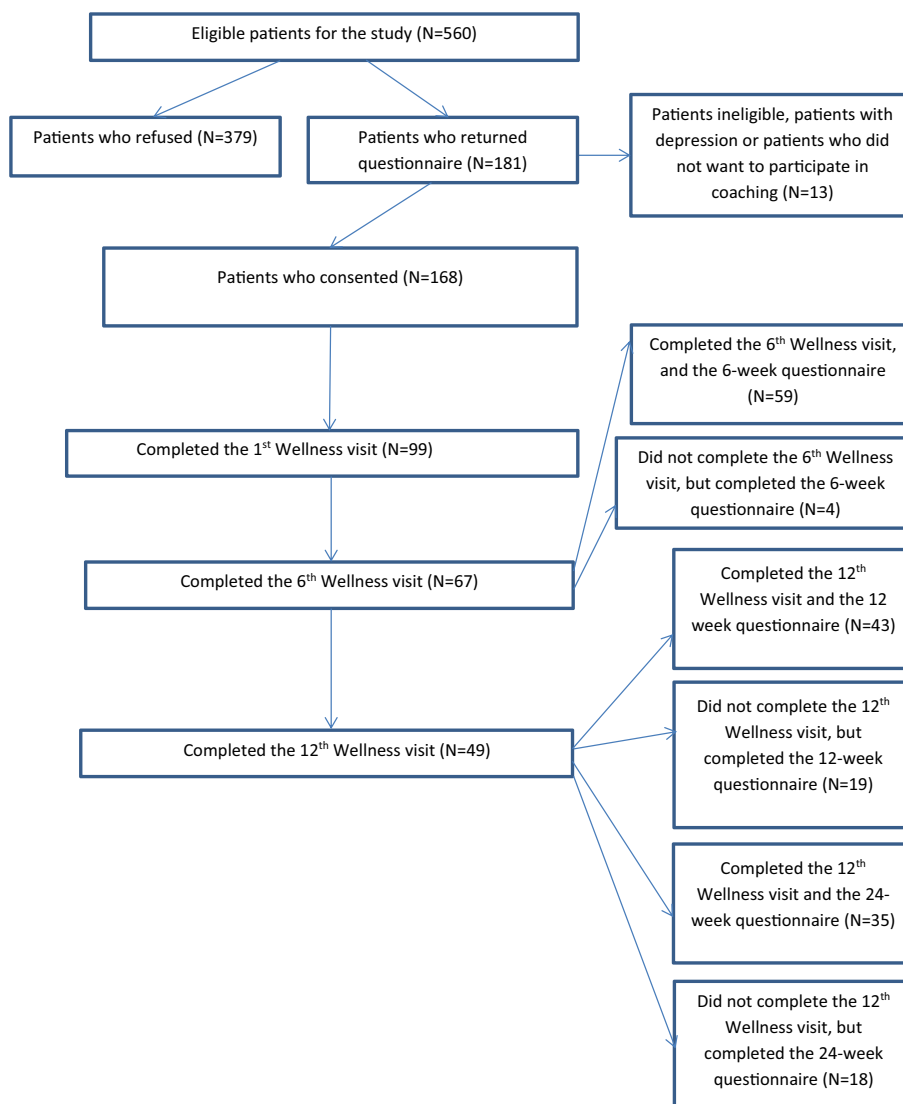 Eligible patients for the study (N=560)
Patients who refused (N=379)
Patients who returned
questionnaire (N=181)
Patients ineligible, patients with
depression or patients who did
not want to participate in
coaching (N=13)
Patients who consented (N=168)
Completed the 1st Wellness visit (N=99)
Completed the 6th Wellness visit,
and the 6-week questionnaire
(N=59)
Did not complete the 6th Wellness
visit, but completed the 6-week
questionnaire (N=4)
Completed the 6th Wellness visit (N=67)
Completed the 12th
Wellness visit and the 12
week questionnaire (N=43)
Did not complete the 12th
Wellness visit, but
completed the 12-week
questionnaire (N=19)
Completed the 12th Wellness visit (N=49)
Completed the 12th
Wellness visit and the 24-
week questionnaire (N=35)
Did not complete the 12th
Wellness visit, but
completed the 24-week
questionnaire (N=18)